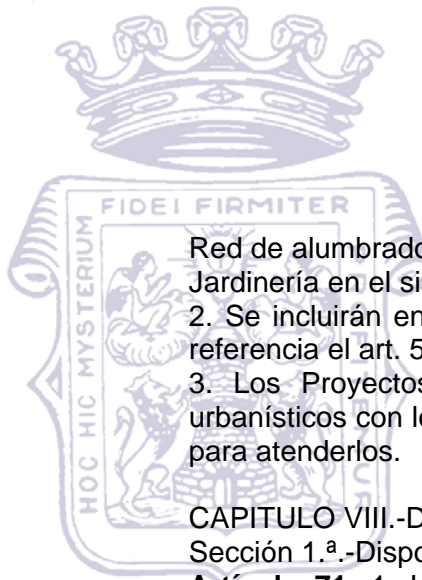 FIDEI FIRMITER
HOC HIC MYSTERIUM
Red de alumbrado
Jardinería en el si
2. Se incluirán en
referencia el art. 5
3. Los Proyectos
urbanísticos con lo
para atenderlos.
CAPITULO VIII.-D
Sección 1.ª.-Dispo